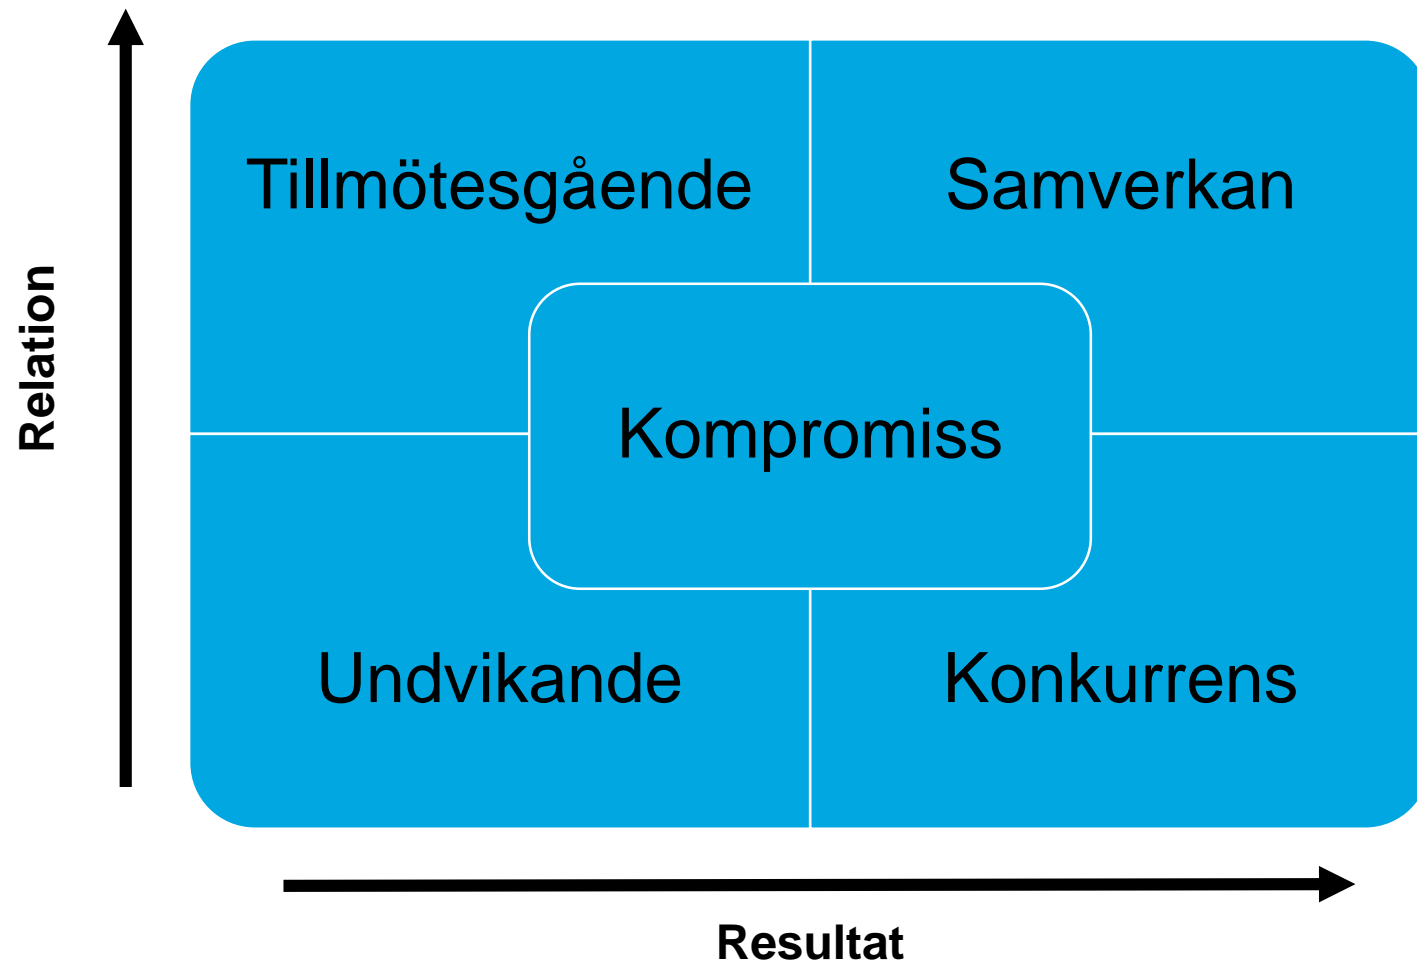 Relation
Tillmötesgående
Samverkan
Kompromiss
Undvikande
Konkurrens
Resultat